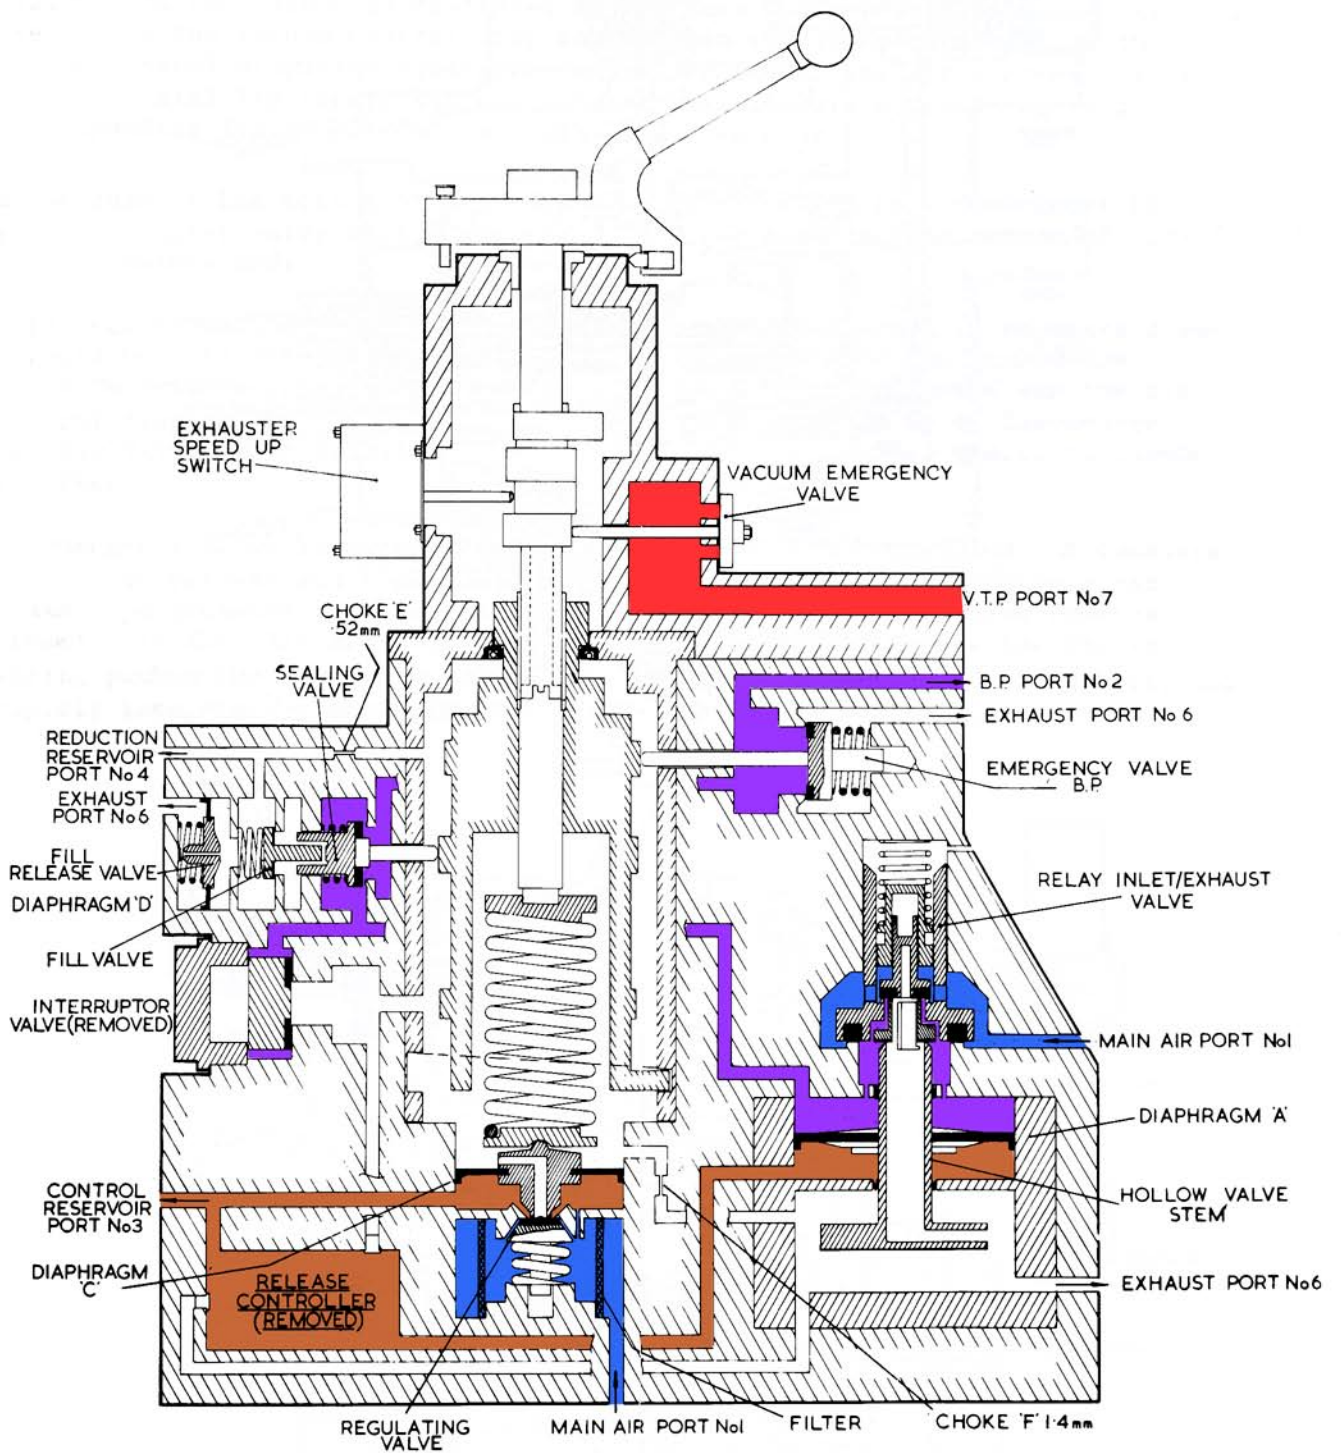 EXHAUSTER
SPEED UP
SWITCH
VACUUM EMERGENCY
VALVE
CHOKE 'E'
·52mm
SEALING
VALVE
V.T.P. PORT No7
B.P. PORT No2
EXHAUST PORT No 6
REDUCTION
RESERVOIR
PORT No4
EXHAUST
PORT No6
EMERGENCY VALVE
B.P.
FILL
RELEASE VALVE
DIAPHRAGM 'D'
RELAY INLET/EXHAUST
VALVE
FILL VALVE
INTERRUPTOR
VALVE (REMOVED)
MAIN AIR PORT No1
DIAPHRAGM 'A'
CONTROL
RESERVOIR
PORT No3
HOLLOW VALVE
STEM
DIAPHRAGM
'C'
RELEASE
CONTROLLER
(REMOVED)
EXHAUST PORT No6
REGULATING
VALVE
MAIN AIR PORT No1
FILTER
CHOKE 'F' 1·4mm